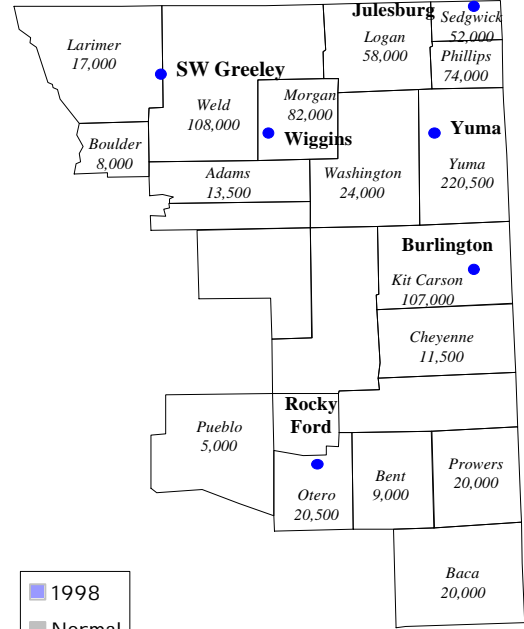 Julesburg
Sedgwick
52,000
Larimer
17,000
Logan
58,000
Phillips
74,000
SW Greeley
Weld
108,000
Morgan
82,000
Wiggins
Yuma
Boulder
8,000
Adams
13,500
Washington
24,000
Yuma
220,500
Burlington
Kit Carson
107,000
Cheyenne
11,500
Rocky
Ford
Pueblo
5,000
Otero
20,500
Bent
9,000
Prowers
20,000
Baca
20,000
1998
Normal